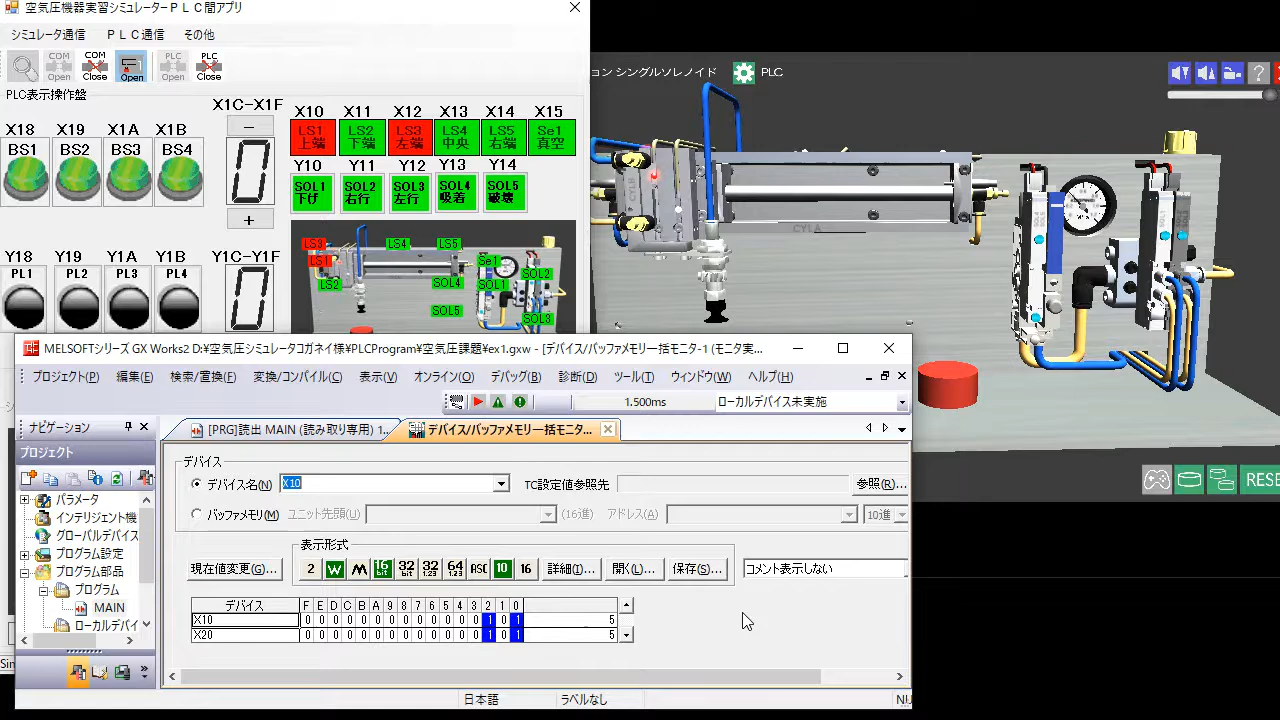 空気圧機器実習シミュレーターPLC間アプリ
シミュレータ通信 PLC通信 その他
COM Open
COM Close
Open
PLC Open
PLC Close
PLC表示操作盤
X1C-X1F
X18 X19 X1A X1B
BS1 BS2 BS3 BS4
−
0
+
X10 X11 X12 X13 X14 X15
LS1 上端
LS2 下端
LS3 左端
LS4 中央
LS5 右端
Se1 真空
Y10 Y11 Y12 Y13 Y14
SOL1 下げ
SOL2 右行
SOL3 左行
SOL4 吸着
SOL5 破壊
Y18 Y19 Y1A Y1B
PL1 PL2 PL3 PL4
Y1C-Y1F
0
LS3 LS4 LS5
LS1 Se1
LS2 SOL4 SOL1 SOL2
SOL5 SOL3
ョン シングルソレノイド PLC
?
CYLA
RESE
MELSOFTシリーズ GX Works2 D:¥空気圧シミュレータコガネイ様¥PLCProgram¥空気圧課題¥ex1.gxw - [デバイス/バッファメモリ一括モニタ-1 (モニタ実...
プロジェクト(P) 編集(E) 検索/置換(F) 変換/コンパイル(C) 表示(V) オンライン(O) デバッグ(B) 診断(D) ツール(T) ウィンドウ(W) ヘルプ(H)
1.500ms ローカルデバイス未実施
ナビゲーション
プロジェクト
パラメータ
インテリジェント機
グローバルデバイス
プログラム設定
プログラム部品
プログラム
MAIN
ローカルデバイ
[PRG]読出 MAIN (読み取り専用) 1...
デバイス/バッファメモリ一括モニタ...
デバイス
デバイス名(N) X10 TC設定値参照先 参照(R)...
バッファメモリ(M) ユニット先頭(U) (16進) アドレス(A) 10進
表示形式
現在値変更(G)... 2 W M 16bit 32bit 32 1.23 64 1.23 ASC 10 16 詳細(I)... 開く(L)... 保存(S)... コメント表示しない
デバイス F E D C B A 9 8 7 6 5 4 3 2 1 0
X10 0 0 0 0 0 0 0 0 0 0 0 0 0 1 0 1 5
X20 0 0 0 0 0 0 0 0 0 0 0 0 0 1 0 1 5
日本語 ラベルなし NU